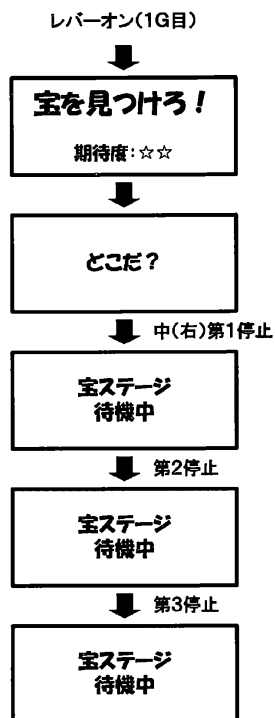 レバーオン(1G目)
宝を見つけろ!
期待度:☆☆
どこだ?
中(右)第1停止
宝ステージ
待機中
第2停止
宝ステージ
待機中
第3停止
宝ステージ
待機中